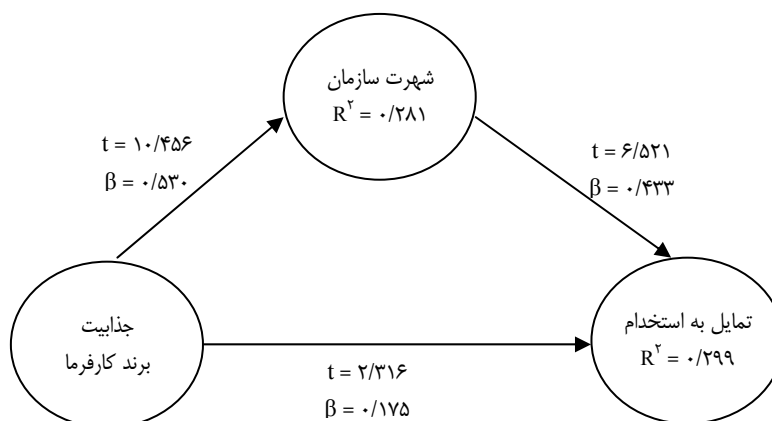 شهرت سازمان
R² = ۰/۲۸۱
t = ۱۰/۴۵۶
β = ۰/۵۳۰
t = ۶/۵۲۱
β = ۰/۴۳۳
جذابیت
برند کارفرما
تمایل به استخدام
R² = ۰/۲۹۹
t = ۲/۳۱۶
β = ۰/۱۷۵